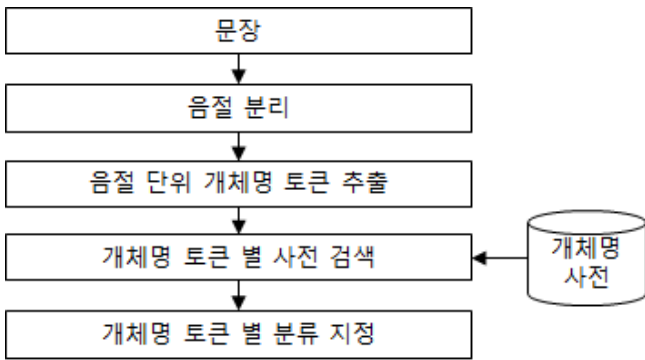 문장
음절 분리
음절 단위 개체명 토큰 추출
개체명 토큰 별 사전 검색
개체명
사전
개체명 토큰 별 분류 지정